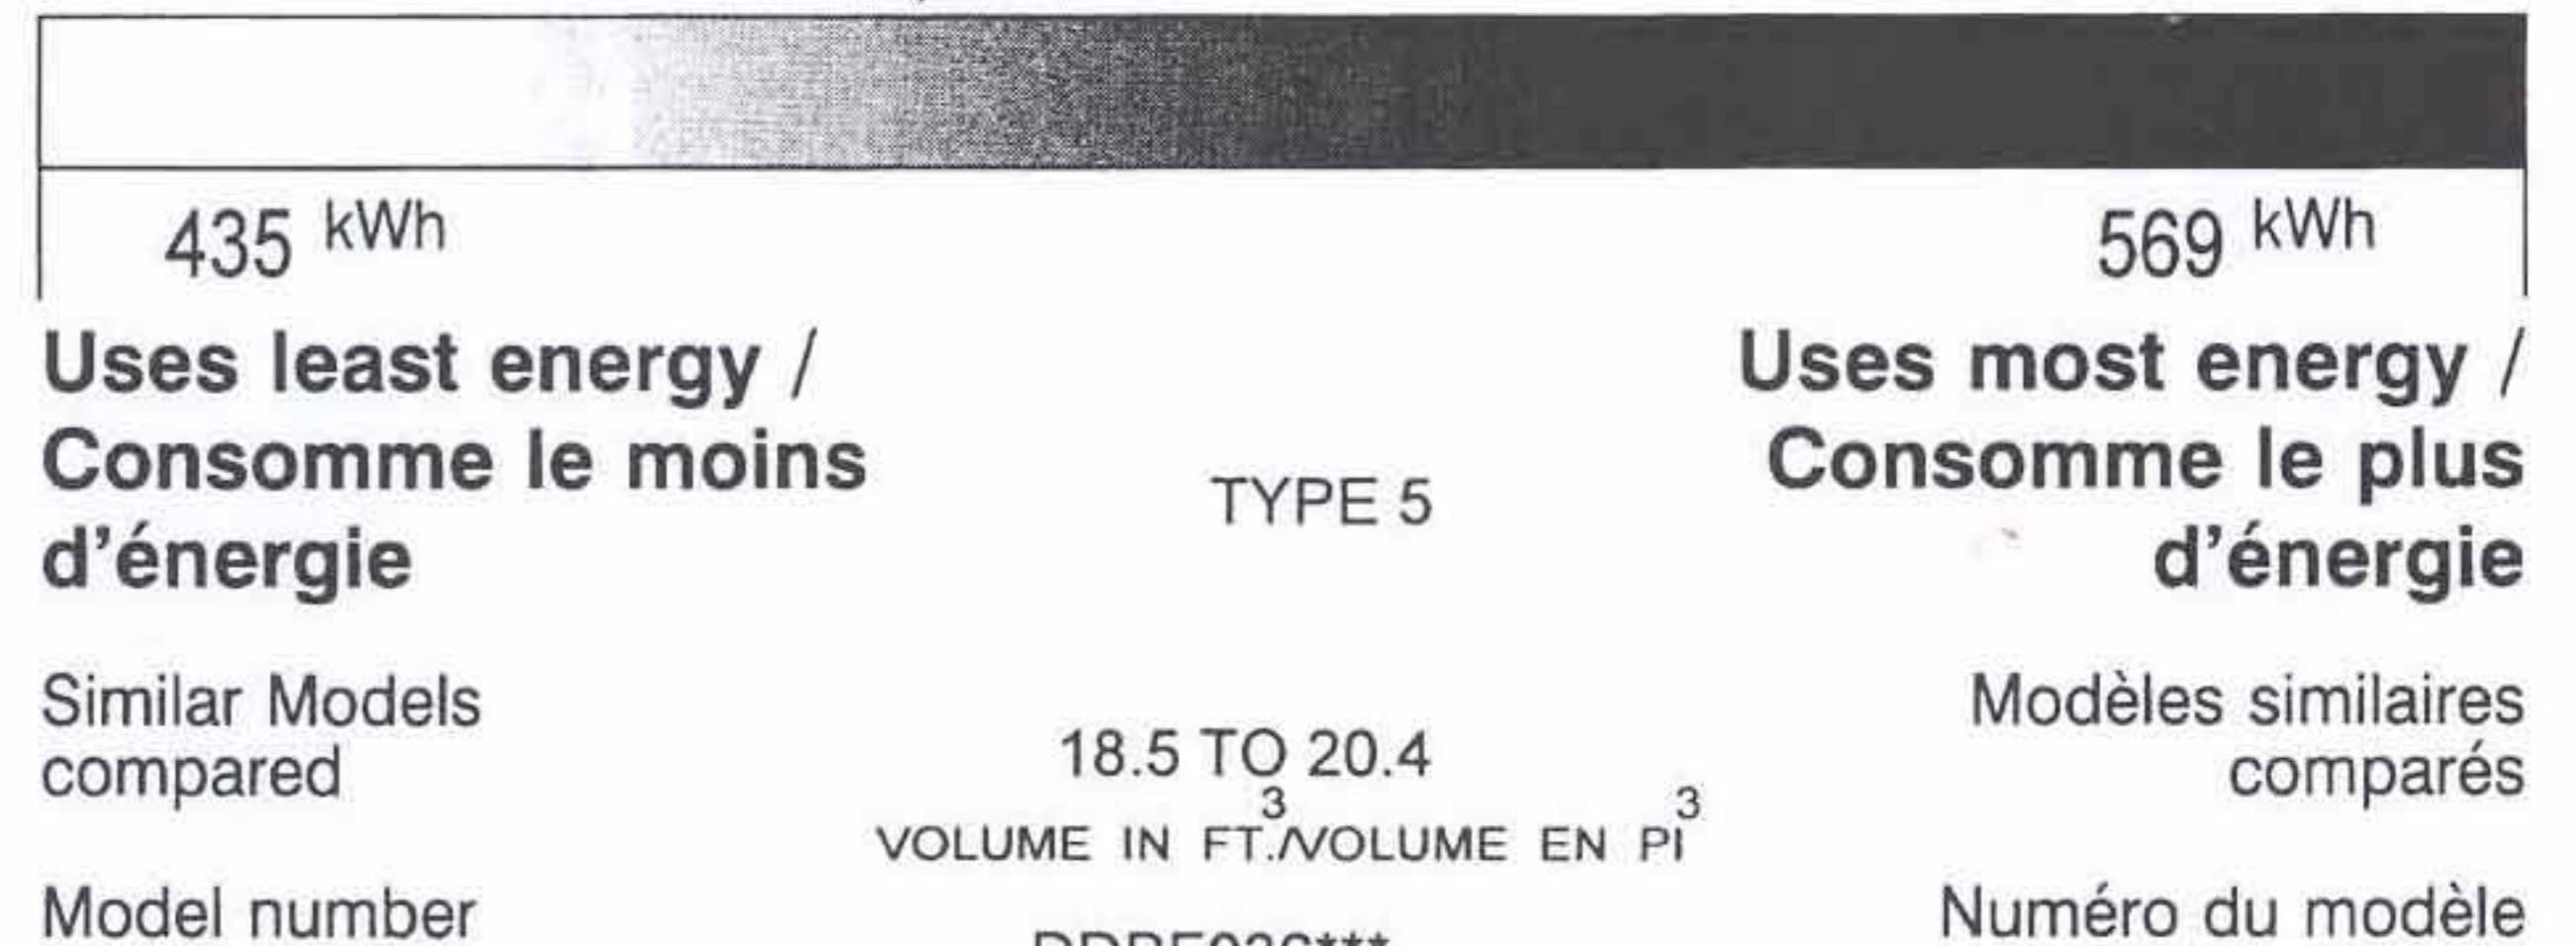 435 kWh
569 kWh
Uses least energy /
Consomme le moins
d'énergie
Uses most energy /
Consomme le plus
d'énergie
TYPE 5
Similar Models
compared
18.5 TO 20.4
VOLUME IN FT.³/VOLUME EN PI³
Modèles similaires
comparés
Model number
Numéro du modèle